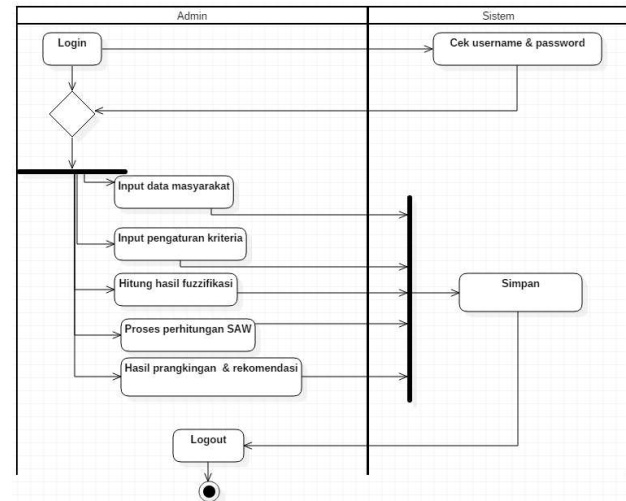 Admin
Sistem
Login
Cek username & password
Input data masyarakat
Input pengaturan kriteria
Hitung hasil fuzzifikasi
Simpan
Proses perhitungan SAW
Hasil prangkingan & rekomendasi
Logout